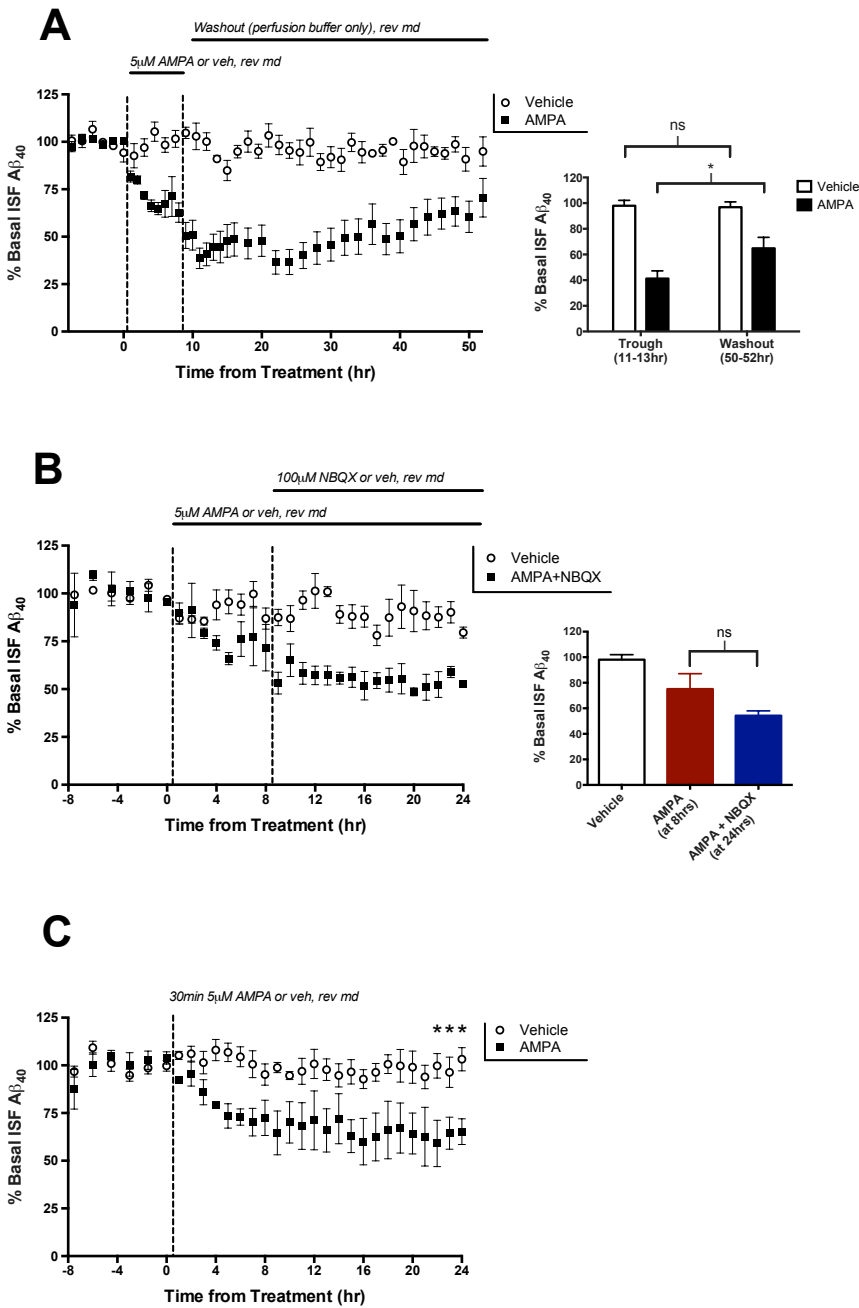 A
Washout (perfusion buffer only), rev md
5μM AMPA or veh, rev md
% Basal ISF Aβ40
125
100
75
50
25
0
0
10
20
30
40
50
Time from Treatment (hr)
Vehicle
AMPA
ns
*
Vehicle
AMPA
% Basal ISF Aβ40
120
100
80
60
40
20
0
Trough
(11-13hr)
Washout
(50-52hr)
B
100μM NBQX or veh, rev md
5μM AMPA or veh, rev md
% Basal ISF Aβ40
125
100
75
50
25
0
-8
-4
0
4
8
12
16
20
24
Time from Treatment (hr)
Vehicle
AMPA+NBQX
ns
% Basal ISF Aβ40
120
100
80
60
40
20
0
Vehicle
AMPA
(at 8hrs)
AMPA + NBQX
(at 24hrs)
C
30min 5μM AMPA or veh, rev md
% Basal ISF Aβ40
125
100
75
50
25
0
-8
-4
0
4
8
12
16
20
24
Time from Treatment (hr)
***
Vehicle
AMPA